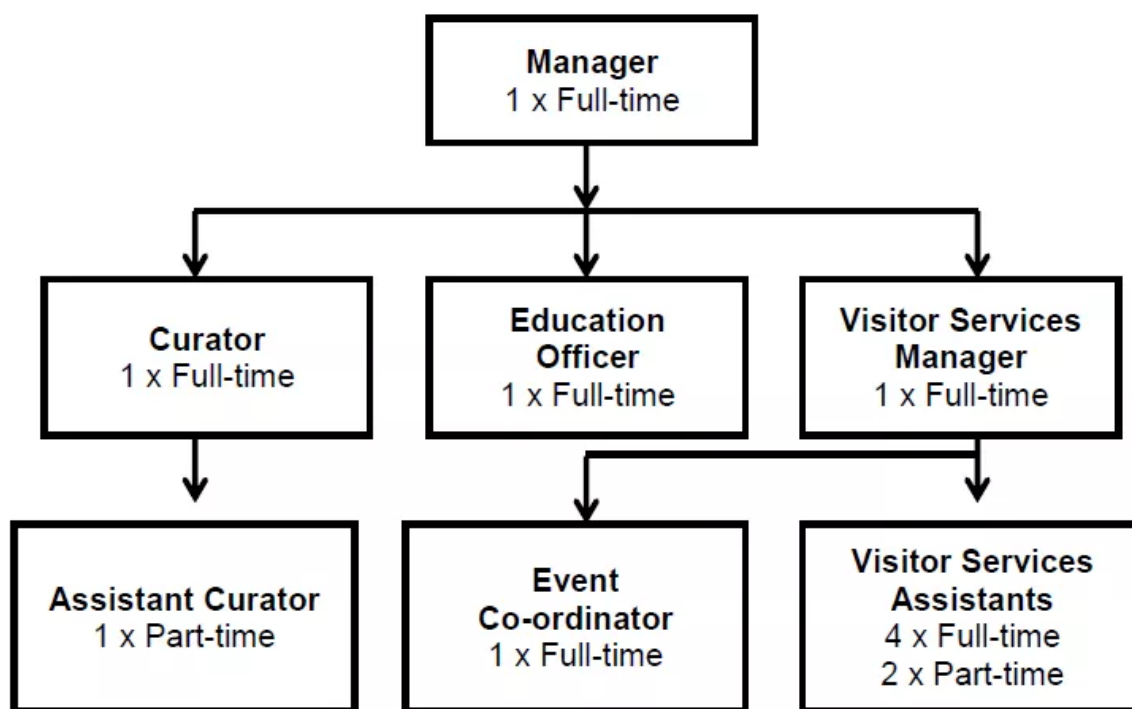 Manager
1 x Full-time
Curator
1 x Full-time
Education
Officer
1 x Full-time
Visitor Services
Manager
1 x Full-time
Assistant Curator
1 x Part-time
Event
Co-ordinator
1 x Full-time
Visitor Services
Assistants
4 x Full-time
2 x Part-time